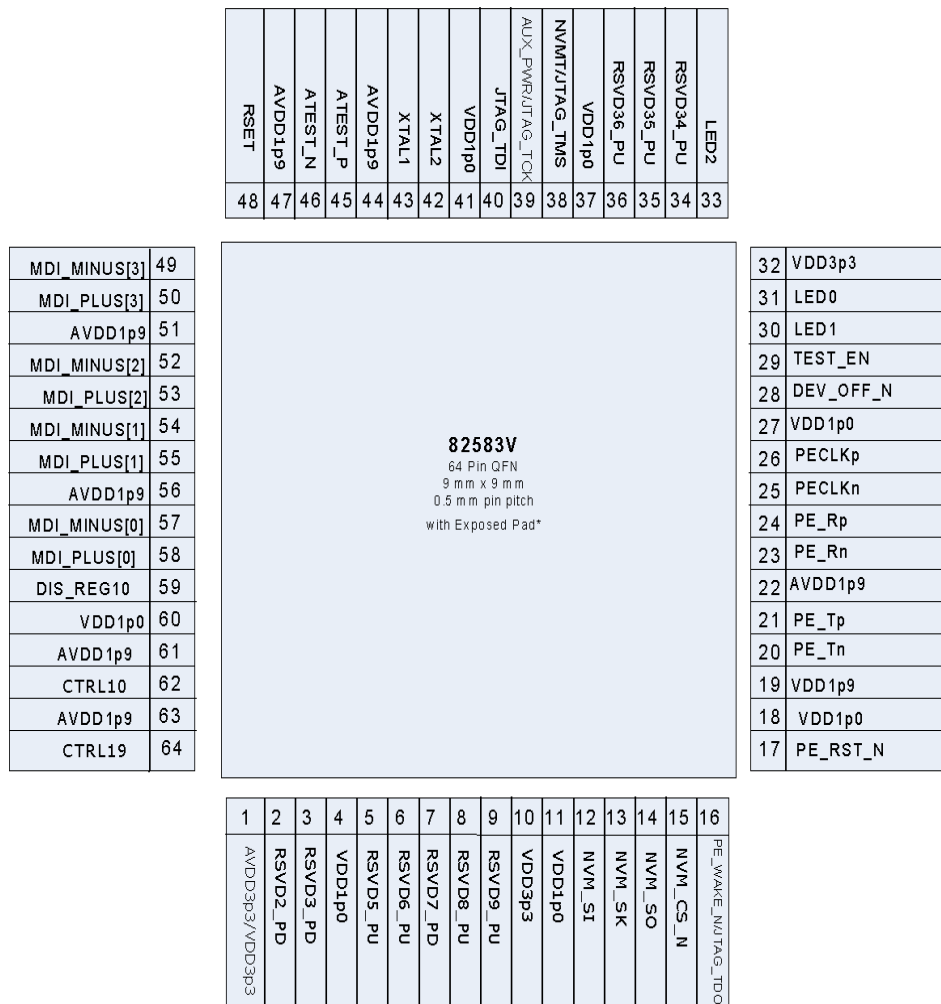 RSET
AVDD1p9
ATEST_N
ATEST_P
AVDD1p9
XTAL1
XTAL2
VDD1p0
JTAG_TDI
AUX_PWR/JTAG_TCK
NVMT/JTAG_TMS
VDD1p0
RSVD36_PU
RSVD35_PU
RSVD34_PU
LED2
48 47 46 45 44 43 42 41 40 39 38 37 36 35 34 33
MDI_MINUS[3] 49
MDI_PLUS[3] 50
AVDD1p9 51
MDI_MINUS[2] 52
MDI_PLUS[2] 53
MDI_MINUS[1] 54
MDI_PLUS[1] 55
AVDD1p9 56
MDI_MINUS[0] 57
MDI_PLUS[0] 58
DIS_REG10 59
VDD1p0 60
AVDD1p9 61
CTRL10 62
AVDD1p9 63
CTRL19 64
82583V
64 Pin QFN
9 mm x 9 mm
0.5 mm pin pitch
with Exposed Pad*
32 VDD3p3
31 LED0
30 LED1
29 TEST_EN
28 DEV_OFF_N
27 VDD1p0
26 PECLKp
25 PECLKn
24 PE_Rp
23 PE_Rn
22 AVDD1p9
21 PE_Tp
20 PE_Tn
19 VDD1p9
18 VDD1p0
17 PE_RST_N
1 2 3 4 5 6 7 8 9 10 11 12 13 14 15 16
AVDD3p3/VDD3p3
RSVD2_PD
RSVD3_PD
VDD1p0
RSVD5_PU
RSVD6_PU
RSVD7_PD
RSVD8_PU
RSVD9_PU
VDD3p3
VDD1p0
NVM_SI
NVM_SK
NVM_SO
NVM_CS_N
PE_WAKE_N/JTAG_TDO